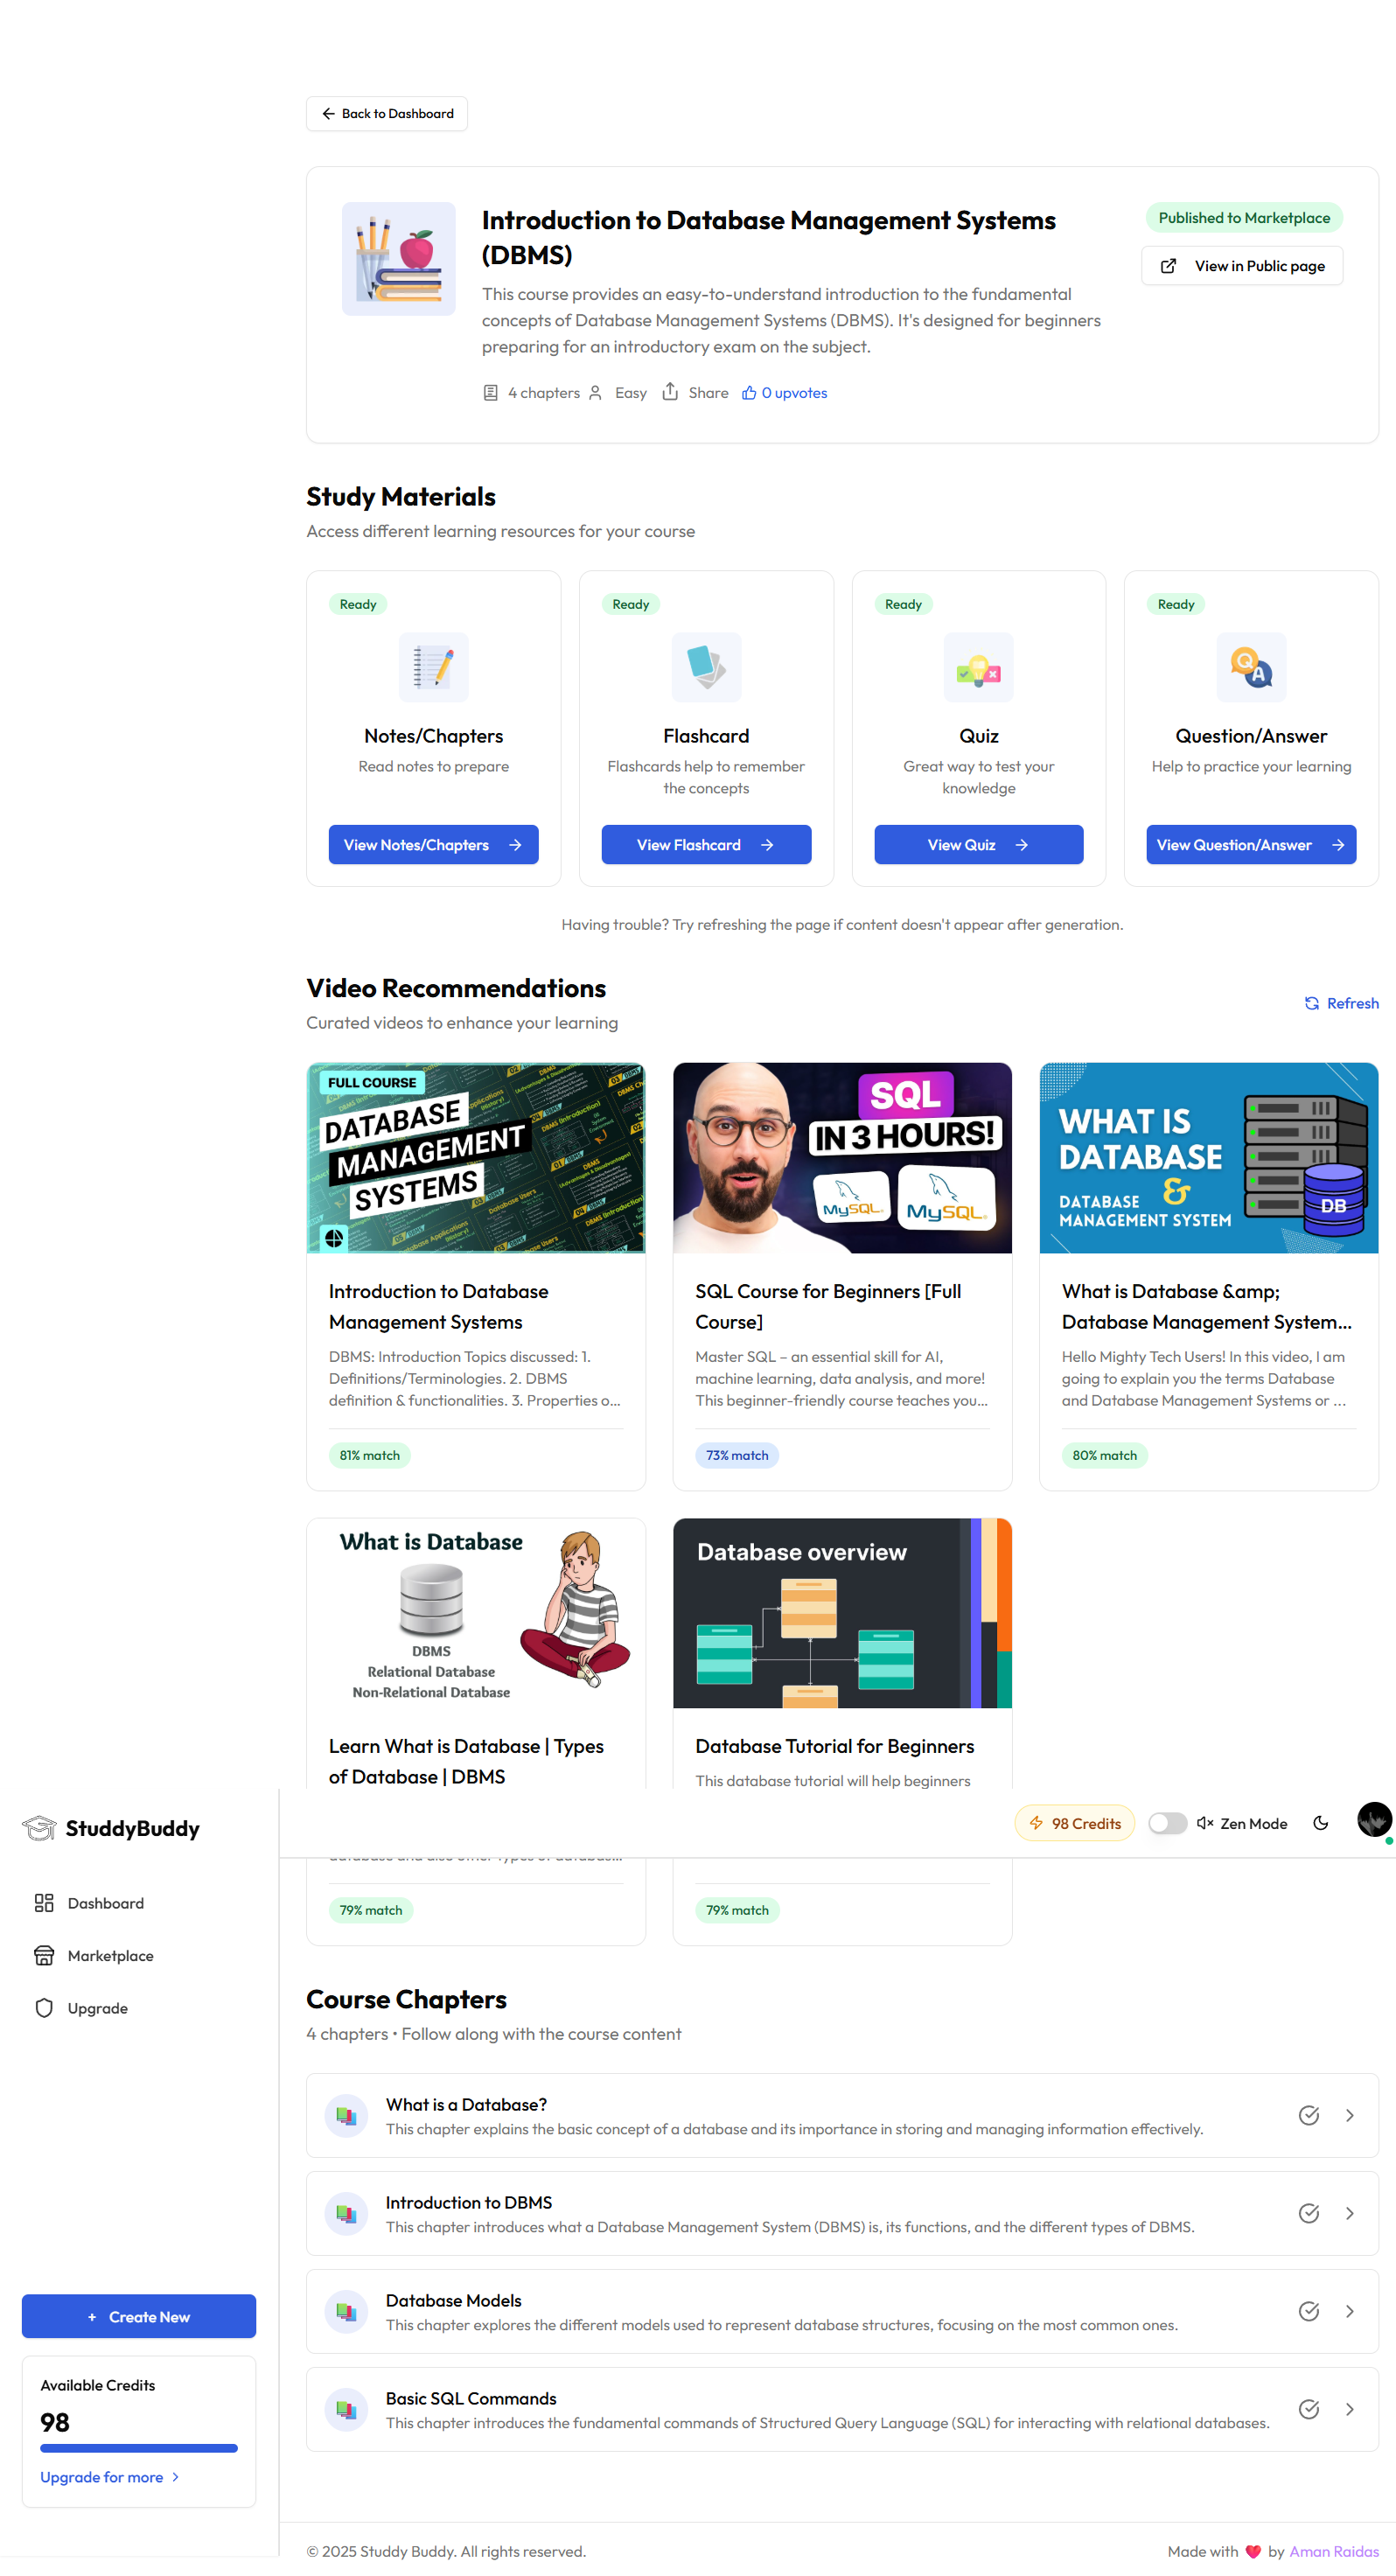 Back to Dashboard
Introduction to Database Management Systems
(DBMS)
This course provides an easy-to-understand introduction to the fundamental
concepts of Database Management Systems (DBMS). It's designed for beginners
preparing for an introductory exam on the subject.
4 chapters Easy Share 0 upvotes
Published to Marketplace
View in Public page
Study Materials
Access different learning resources for your course
Ready
Notes/Chapters
Read notes to prepare
View Notes/Chapters
Ready
Flashcard
Flashcards help to remember
the concepts
View Flashcard
Ready
Quiz
Great way to test your
knowledge
View Quiz
Ready
Q
A
Question/Answer
Help to practice your learning
View Question/Answer
Having trouble? Try refreshing the page if content doesn't appear after generation.
Video Recommendations
Curated videos to enhance your learning
Refresh
FULL COURSE
DATABASE
MANAGEMENT
SYSTEMS
Introduction to Database
Management Systems
DBMS: Introduction Topics discussed: 1.
Definitions/Terminologies. 2. DBMS
definition & functionalities. 3. Properties o...
81% match
SQL
IN 3 HOURS!
MySQL
MySQL
SQL Course for Beginners [Full
Course]
Master SQL – an essential skill for AI,
machine learning, data analysis, and more!
This beginner-friendly course teaches you...
73% match
WHAT IS
DATABASE
&
DATABASE
MANAGEMENT SYSTEM
DB
What is Database &amp;
Database Management System...
Hello Mighty Tech Users! In this video, I am
going to explain you the terms Database
and Database Management Systems or ...
80% match
What is Database
DBMS
Relational Database
Non-Relational Database
Learn What is Database | Types
of Database | DBMS
79% match
Database overview
Database Tutorial for Beginners
This database tutorial will help beginners
79% match
StuddyBuddy
98 Credits
Zen Mode
Dashboard
Marketplace
Upgrade
Course Chapters
4 chapters • Follow along with the course content
What is a Database?
This chapter explains the basic concept of a database and its importance in storing and managing information effectively.
Introduction to DBMS
This chapter introduces what a Database Management System (DBMS) is, its functions, and the different types of DBMS.
Database Models
This chapter explores the different models used to represent database structures, focusing on the most common ones.
Basic SQL Commands
This chapter introduces the fundamental commands of Structured Query Language (SQL) for interacting with relational databases.
+ Create New
Available Credits
98
Upgrade for more
© 2025 Studdy Buddy. All rights reserved.
Made with ❤️ by Aman Raidas